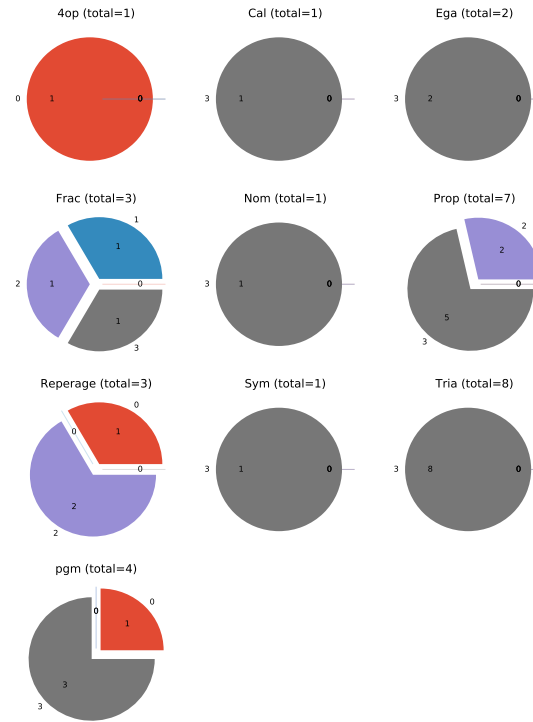 4op (total=1)
Cal (total=1)
Ega (total=2)
0 1 0
3 1 0
3 2 0
Frac (total=3)
Nom (total=1)
Prop (total=7)
1
2
1
2
2 1 0
3 1 0
0
1
5
3
3
Reperage (total=3)
Sym (total=1)
Tria (total=8)
0
0 1
0
3 1 0
3 8 0
2
2
pgm (total=4)
0
0
1
3
3